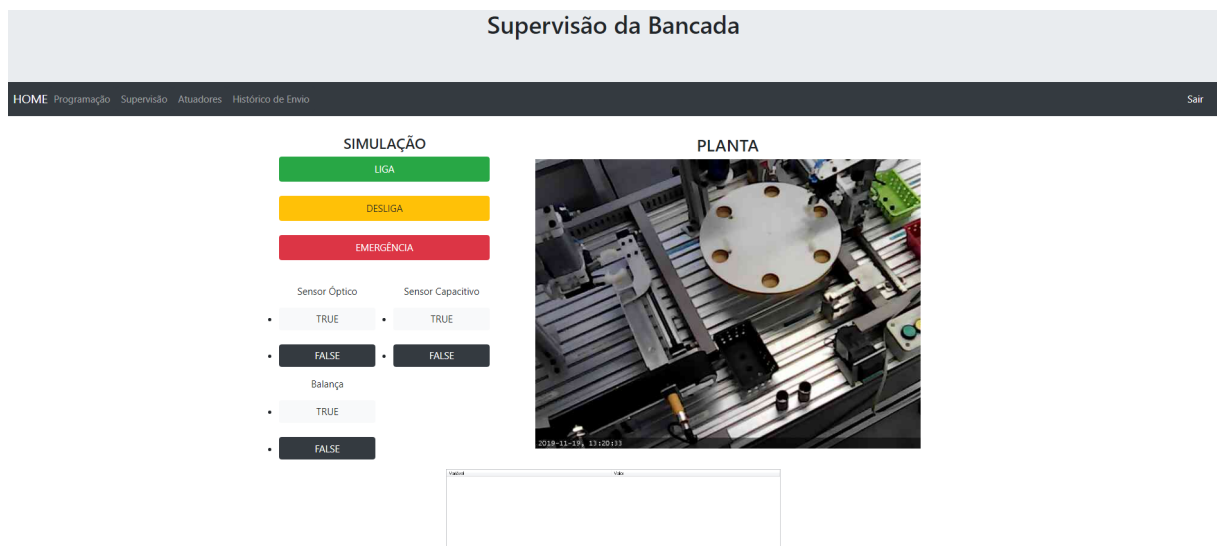 Supervisão da Bancada
HOME Programação Supervisão Atuadores Histórico de Envio Sair
SIMULAÇÃO
LIGA
DESLIGA
EMERGÊNCIA
Sensor Óptico Sensor Capacitivo
TRUE TRUE
FALSE FALSE
Balança
TRUE
FALSE
PLANTA
2019-11-19, 13:20:33
Variável Valor